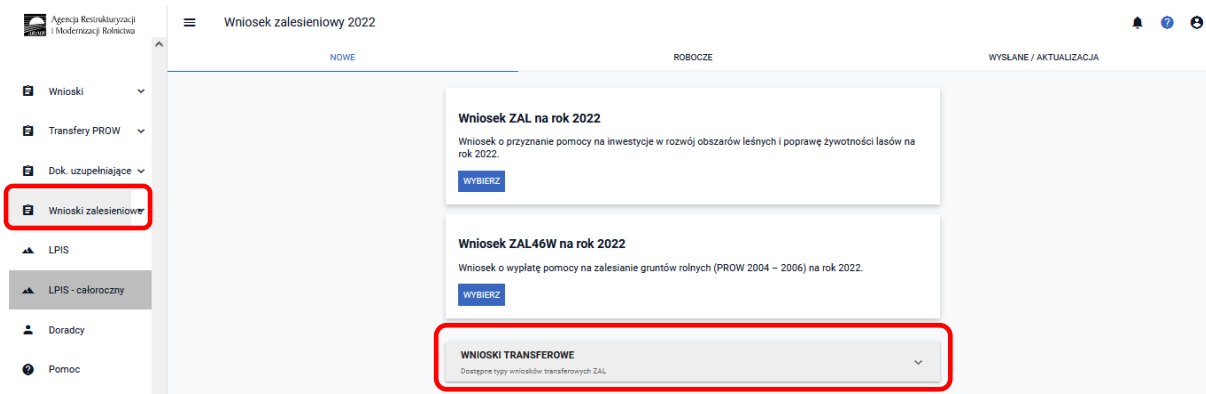 Agencja Restrukturyzacji
i Modernizacji Rolnictwa
Wniosek zalesieniowy 2022
NOWE
ROBOCZE
WYSŁANE / AKTUALIZACJA
Wnioski
Transfery PROW
Dok. uzupełniające
Wnioski zalesieniowe
LPIS
LPIS - całoroczny
Doradcy
Pomoc
Wniosek ZAL na rok 2022
Wniosek o przyznanie pomocy na inwestycje w rozwój obszarów leśnych i poprawę żywotności lasów na
rok 2022.
WYBIERZ
Wniosek ZAL46W na rok 2022
Wniosek o wypłatę pomocy na zalesianie gruntów rolnych (PROW 2004 – 2006) na rok 2022.
WYBIERZ
WNIOSKI TRANSFEROWE
Dostępne typy wniosków transferowych ZAL